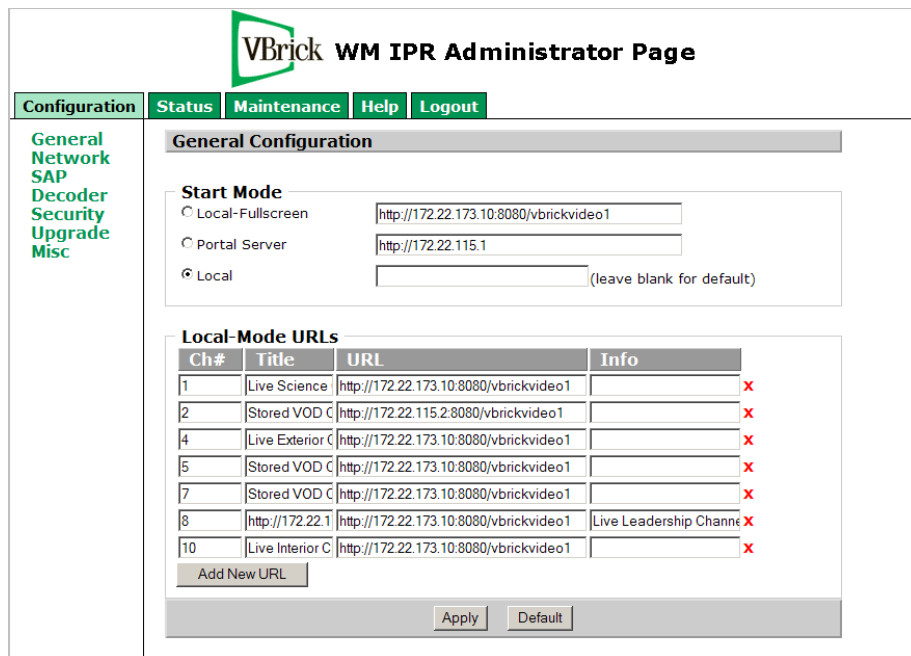 VBrick WM IPR Administrator Page
Configuration Status Maintenance Help Logout
General
Network
SAP
Decoder
Security
Upgrade
Misc
General Configuration
Start Mode
Local-Fullscreen http://172.22.173.10:8080/vbrickvideo1
Portal Server http://172.22.115.1
Local (leave blank for default)
Local-Mode URLs
Ch# Title URL Info
1 Live Science http://172.22.173.10:8080/vbrickvideo1 x
2 Stored VOD C http://172.22.115.2:8080/vbrickvideo1 x
4 Live Exterior C http://172.22.173.10:8080/vbrickvideo1 x
5 Stored VOD C http://172.22.173.10:8080/vbrickvideo1 x
7 Stored VOD C http://172.22.173.10:8080/vbrickvideo1 x
8 http://172.22.1 http://172.22.173.10:8080/vbrickvideo1 Live Leadership Channe x
10 Live Interior C http://172.22.173.10:8080/vbrickvideo1 x
Add New URL
Apply Default